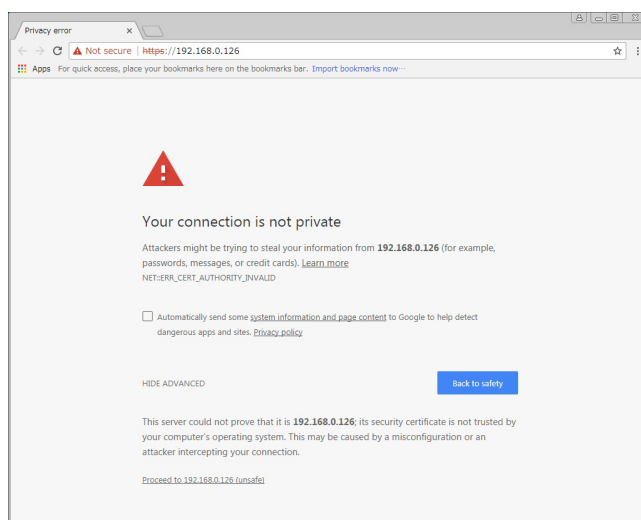 Privacy error
Not secure | https://192.168.0.126
Apps For quick access, place your bookmarks here on the bookmarks bar. Import bookmarks now...
Your connection is not private
Attackers might be trying to steal your information from 192.168.0.126 (for example,
passwords, messages, or credit cards). Learn more
NET::ERR_CERT_AUTHORITY_INVALID
Automatically send some system information and page content to Google to help detect
dangerous apps and sites. Privacy policy
HIDE ADVANCED
Back to safety
This server could not prove that it is 192.168.0.126; its security certificate is not trusted by
your computer's operating system. This may be caused by a misconfiguration or an
attacker intercepting your connection.
Proceed to 192.168.0.126 (unsafe)